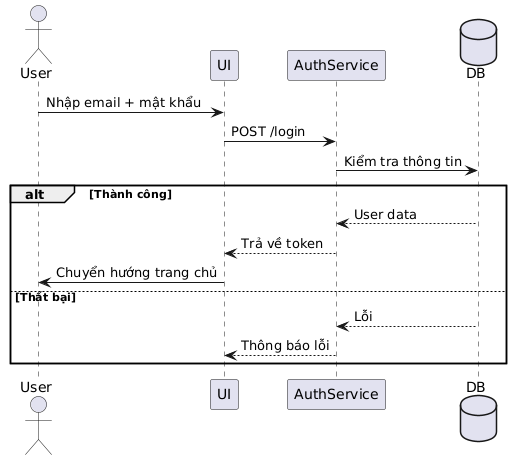 User
UI
AuthService
DB
Nhập email + mật khẩu
POST /login
Kiểm tra thông tin
alt [Thành công]
User data
Trả về token
Chuyển hướng trang chủ
[Thất bại]
Lỗi
Thông báo lỗi
User
UI
AuthService
DB